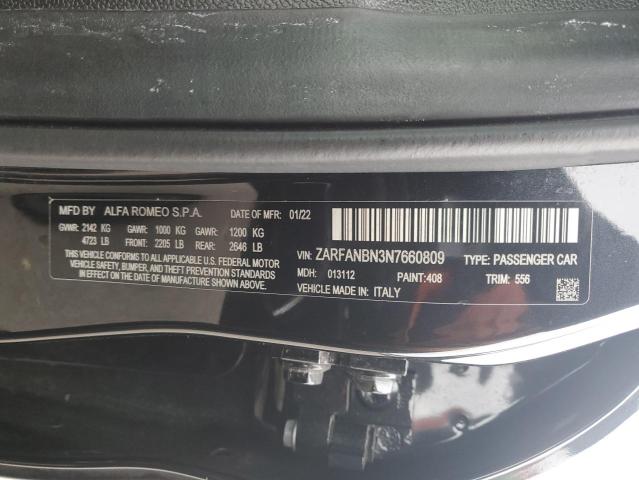 MFD BY ALFA ROMEO S.P.A. DATE OF MFR: 01/22
GVWR: 2142 KG GAWR: 1000 KG GAWR: 1200 KG
4723 LB FRONT: 2205 LB REAR: 2646 LB
THIS VEHICLE CONFORMS TO ALL APPLICABLE U.S. FEDERAL MOTOR
VEHICLE SAFETY, BUMPER, AND THEFT PREVENTION STANDARDS
IN EFFECT ON THE DATE OF MANUFACTURE SHOWN ABOVE.
VIN: ZARFANBN3N7660809 TYPE: PASSENGER CAR
MDH: 013112 PAINT: 408 TRIM: 556
VEHICLE MADE IN: ITALY